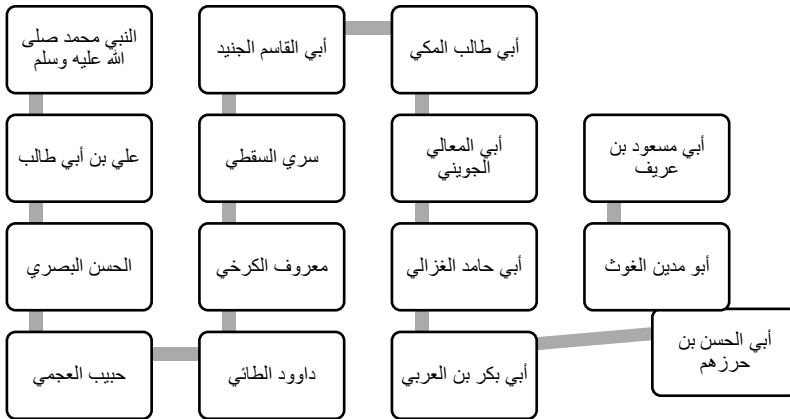 النبي محمد صلى
الله عليه وسلم
علي بن أبي طالب
الحسن البصري
حبيب العجمي
داوود الطائي
معروف الكرخي
سري السقطي
أبي القاسم الجنيد
أبي طالب المكي
أبي المعالي
الجويني
أبي حامد الغزالي
أبي بكر بن العربي
أبي الحسن بن
حرزهم
أبو مدين الغوث
أبي مسعود بن
عريف